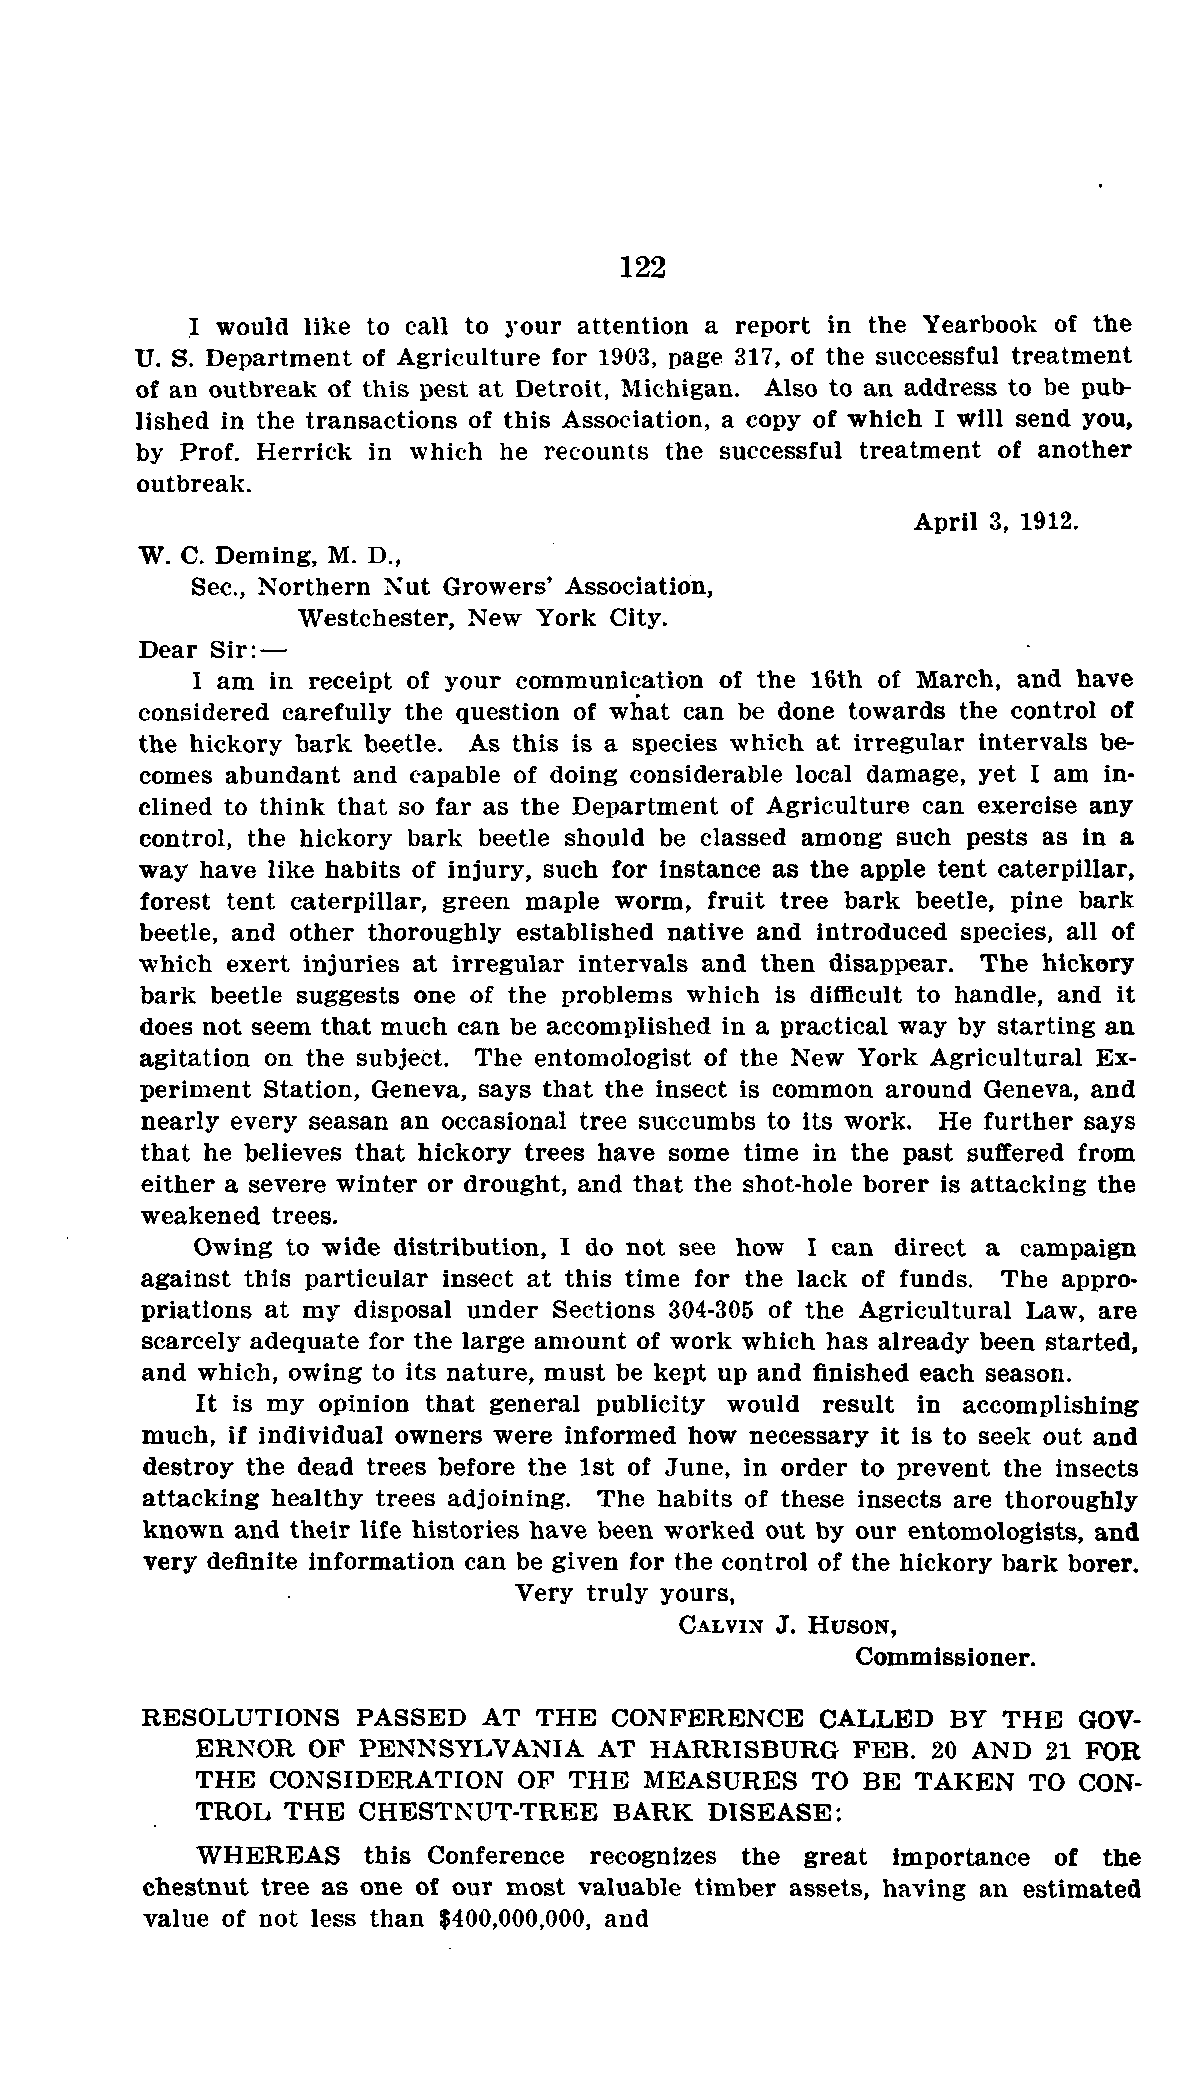 122
I would like to call to your attention a report in the Yearbook of the
U. S. Department of Agriculture for 1903, page 317, of the successful treatment
of an outbreak of this pest at Detroit, Michigan. Also to an address to be pub-
lished in the transactions of this Association, a copy of which I will send you,
by Prof. Herrick in which he recounts the successful treatment of another
outbreak.
April 3, 1912.
W. C. Deming, M. D.,
Sec., Northern Nut Growers' Association,
Westchester, New York City.
Dear Sir:—
I am in receipt of your communication of the 16th of March, and have
considered carefully the question of what can be done towards the control of
the hickory bark beetle. As this is a species which at irregular intervals be-
comes abundant and capable of doing considerable local damage, yet I am in-
clined to think that so far as the Department of Agriculture can exercise any
control, the hickory bark beetle should be classed among such pests as in a
way have like habits of injury, such for instance as the apple tent caterpillar,
forest tent caterpillar, green maple worm, fruit tree bark beetle, pine bark
beetle, and other thoroughly established native and introduced species, all of
which exert injuries at irregular intervals and then disappear. The hickory
bark beetle suggests one of the problems which is difficult to handle, and it
does not seem that much can be accomplished in a practical way by starting an
agitation on the subject. The entomologist of the New York Agricultural Ex-
periment Station, Geneva, says that the insect is common around Geneva, and
nearly every seasan an occasional tree succumbs to its work. He further says
that he believes that hickory trees have some time in the past suffered from
either a severe winter or drought, and that the shot-hole borer is attacking the
weakened trees.
Owing to wide distribution, I do not see how I can direct a campaign
against this particular insect at this time for the lack of funds. The appro-
priations at my disposal under Sections 304-305 of the Agricultural Law, are
scarcely adequate for the large amount of work which has already been started,
and which, owing to its nature, must be kept up and finished each season.
It is my opinion that general publicity would result in accomplishing
much, if individual owners were informed how necessary it is to seek out and
destroy the dead trees before the 1st of June, in order to prevent the insects
attacking healthy trees adjoining. The habits of these insects are thoroughly
known and their life histories have been worked out by our entomologists, and
very definite information can be given for the control of the hickory bark borer.
Very truly yours,
CALVIN J. HUSON,
Commissioner.
RESOLUTIONS PASSED AT THE CONFERENCE CALLED BY THE GOV-
ERNOR OF PENNSYLVANIA AT HARRISBURG FEB. 20 AND 21 FOR
THE CONSIDERATION OF THE MEASURES TO BE TAKEN TO CON-
TROL THE CHESTNUT-TREE BARK DISEASE:
WHEREAS this Conference recognizes the great importance of the
chestnut tree as one of our most valuable timber assets, having an estimated
value of not less than $400,000,000, and